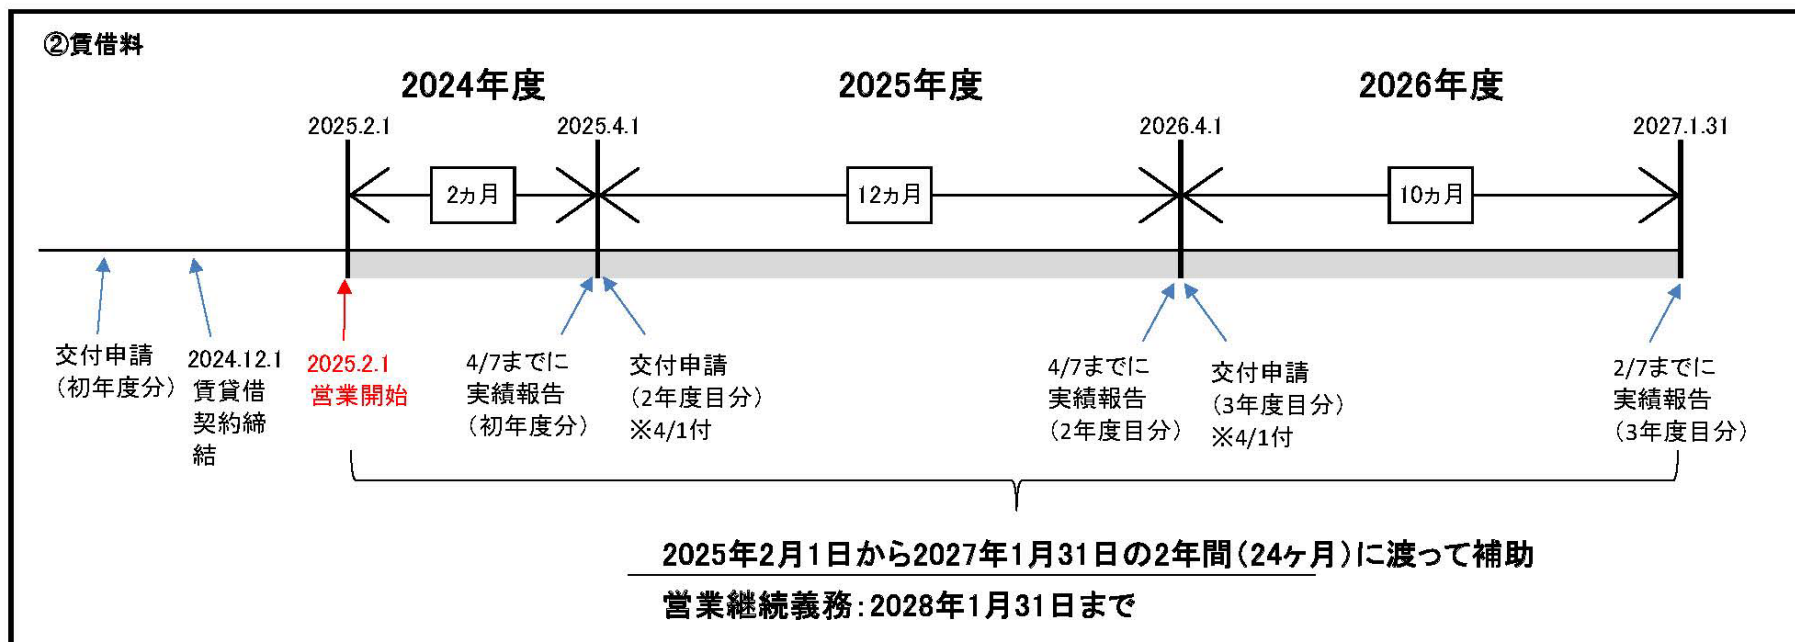 ②賃借料
2024年度
2025年度
2026年度
2025.2.1
2025.4.1
2026.4.1
2027.1.31
2カ月
12カ月
10カ月
交付申請
（初年度分）
2024.12.1
賃貸借
契約締
結
2025.2.1
営業開始
4/7までに
実績報告
（初年度分）
交付申請
（2年度目分）
※4/1付
4/7までに
実績報告
（2年度目分）
交付申請
（3年度目分）
※4/1付
2/7までに
実績報告
（3年度目分）
2025年2月1日から2027年1月31日の2年間（24ヶ月）に渡って補助
営業継続義務：2028年1月31日まで